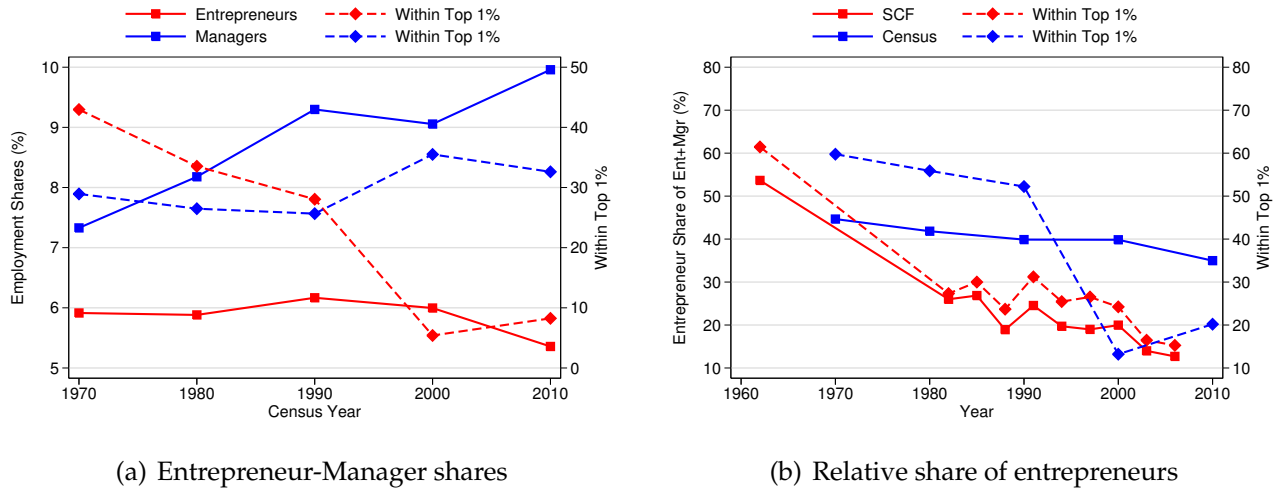 Entrepreneurs Within Top 1%
Managers Within Top 1%
Employment Shares (%)
10
9
8
7
6
5
50
40
30
20
10
0
Within Top 1%
1970 1980 1990 2000 2010
Census Year
(a) Entrepreneur-Manager shares
SCF Within Top 1%
Census Within Top 1%
Entrepreneur Share of Ent+Mgr (%)
80
70
60
50
40
30
20
10
80
70
60
50
40
30
20
10
Within Top 1%
1960 1970 1980 1990 2000 2010
Year
(b) Relative share of entrepreneurs